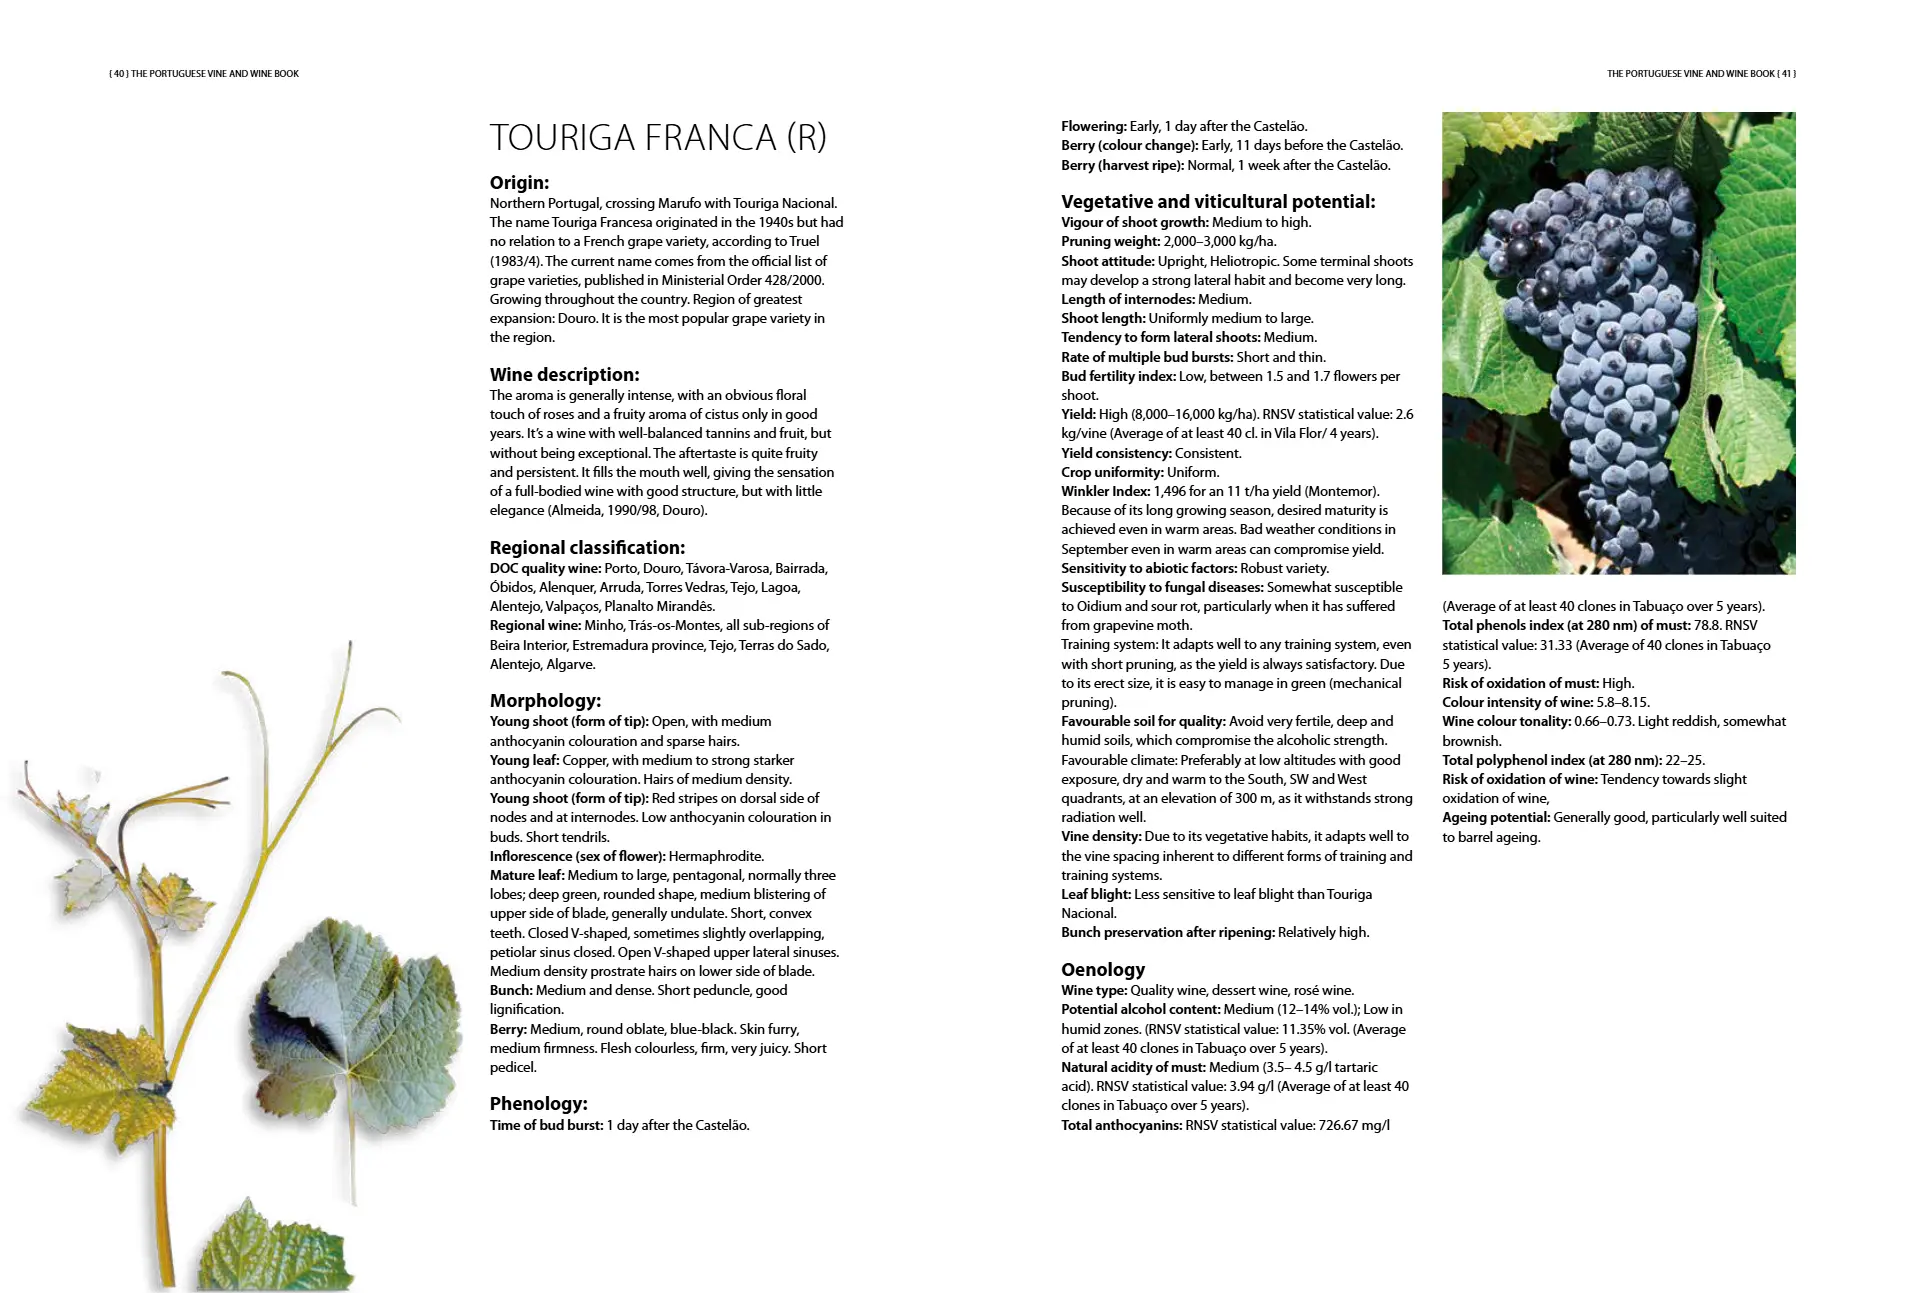 { 40 } THE PORTUGUESE VINE AND WINE BOOK
THE PORTUGUESE VINE AND WINE BOOK { 41 }
TOURIGA FRANCA (R)
Origin:
Northern Portugal, crossing Marufo with Touriga Nacional.
The name Touriga Francesa originated in the 1940s but had
no relation to a French grape variety, according to Truel
(1983/4). The current name comes from the official list of
grape varieties, published in Ministerial Order 428/2000.
Growing throughout the country. Region of greatest
expansion: Douro. It is the most popular grape variety in
the region.
Wine description:
The aroma is generally intense, with an obvious floral
touch of roses and a fruity aroma of cistus only in good
years. It’s a wine with well-balanced tannins and fruit, but
without being exceptional. The aftertaste is quite fruity
and persistent. It fills the mouth well, giving the sensation
of a full-bodied wine with good structure, but with little
elegance (Almeida, 1990/98, Douro).
Regional classification:
DOC quality wine: Porto, Douro, Távora-Varosa, Bairrada,
Óbidos, Alenquer, Arruda, Torres Vedras, Tejo, Lagoa,
Alentejo, Valpaços, Planalto Mirandês.
Regional wine: Minho, Trás-os-Montes, all sub-regions of
Beira Interior, Estremadura province, Tejo, Terras do Sado,
Alentejo, Algarve.
Morphology:
Young shoot (form of tip): Open, with medium
anthocyanin colouration and sparse hairs.
Young leaf: Copper, with medium to strong starker
anthocyanin colouration. Hairs of medium density.
Young shoot (form of tip): Red stripes on dorsal side of
nodes and at internodes. Low anthocyanin colouration in
buds. Short tendrils.
Inflorescence (sex of flower): Hermaphrodite.
Mature leaf: Medium to large, pentagonal, normally three
lobes; deep green, rounded shape, medium blistering of
upper side of blade, generally undulate. Short, convex
teeth. Closed V-shaped, sometimes slightly overlapping,
petiolar sinus closed. Open V-shaped upper lateral sinuses.
Medium density prostrate hairs on lower side of blade.
Bunch: Medium and dense. Short peduncle, good
lignification.
Berry: Medium, round oblate, blue-black. Skin furry,
medium firmness. Flesh colourless, firm, very juicy. Short
pedicel.
Phenology:
Time of bud burst: 1 day after the Castelão.
Flowering: Early, 1 day after the Castelão.
Berry (colour change): Early, 11 days before the Castelão.
Berry (harvest ripe): Normal, 1 week after the Castelão.
Vegetative and viticultural potential:
Vigour of shoot growth: Medium to high.
Pruning weight: 2,000–3,000 kg/ha.
Shoot attitude: Upright, Heliotropic. Some terminal shoots
may develop a strong lateral habit and become very long.
Length of internodes: Medium.
Shoot length: Uniformly medium to large.
Tendency to form lateral shoots: Medium.
Rate of multiple bud bursts: Short and thin.
Bud fertility index: Low, between 1.5 and 1.7 flowers per
shoot.
Yield: High (8,000–16,000 kg/ha). RNSV statistical value: 2.6
kg/vine (Average of at least 40 cl. in Vila Flor/ 4 years).
Yield consistency: Consistent.
Crop uniformity: Uniform.
Winkler Index: 1,496 for an 11 t/ha yield (Montemor).
Because of its long growing season, desired maturity is
achieved even in warm areas. Bad weather conditions in
September even in warm areas can compromise yield.
Sensitivity to abiotic factors: Robust variety.
Susceptibility to fungal diseases: Somewhat susceptible
to Oidium and sour rot, particularly when it has suffered
from grapevine moth.
Training system: It adapts well to any training system, even
with short pruning, as the yield is always satisfactory. Due
to its erect size, it is easy to manage in green (mechanical
pruning).
Favourable soil for quality: Avoid very fertile, deep and
humid soils, which compromise the alcoholic strength.
Favourable climate: Preferably at low altitudes with good
exposure, dry and warm to the South, SW and West
quadrants, at an elevation of 300 m, as it withstands strong
radiation well.
Vine density: Due to its vegetative habits, it adapts well to
the vine spacing inherent to different forms of training and
training systems.
Leaf blight: Less sensitive to leaf blight than Touriga
Nacional.
Bunch preservation after ripening: Relatively high.
Oenology
Wine type: Quality wine, dessert wine, rosé wine.
Potential alcohol content: Medium (12–14% vol.); Low in
humid zones. (RNSV statistical value: 11.35% vol. (Average
of at least 40 clones in Tabuaço over 5 years).
Natural acidity of must: Medium (3.5– 4.5 g/l tartaric
acid). RNSV statistical value: 3.94 g/l (Average of at least 40
clones in Tabuaço over 5 years).
Total anthocyanins: RNSV statistical value: 726.67 mg/l
(Average of at least 40 clones in Tabuaço over 5 years).
Total phenols index (at 280 nm) of must: 78.8. RNSV
statistical value: 31.33 (Average of 40 clones in Tabuaço
5 years).
Risk of oxidation of must: High.
Colour intensity of wine: 5.8–8.15.
Wine colour tonality: 0.66–0.73. Light reddish, somewhat
brownish.
Total polyphenol index (at 280 nm): 22–25.
Risk of oxidation of wine: Tendency towards slight
oxidation of wine,
Ageing potential: Generally good, particularly well suited
to barrel ageing.